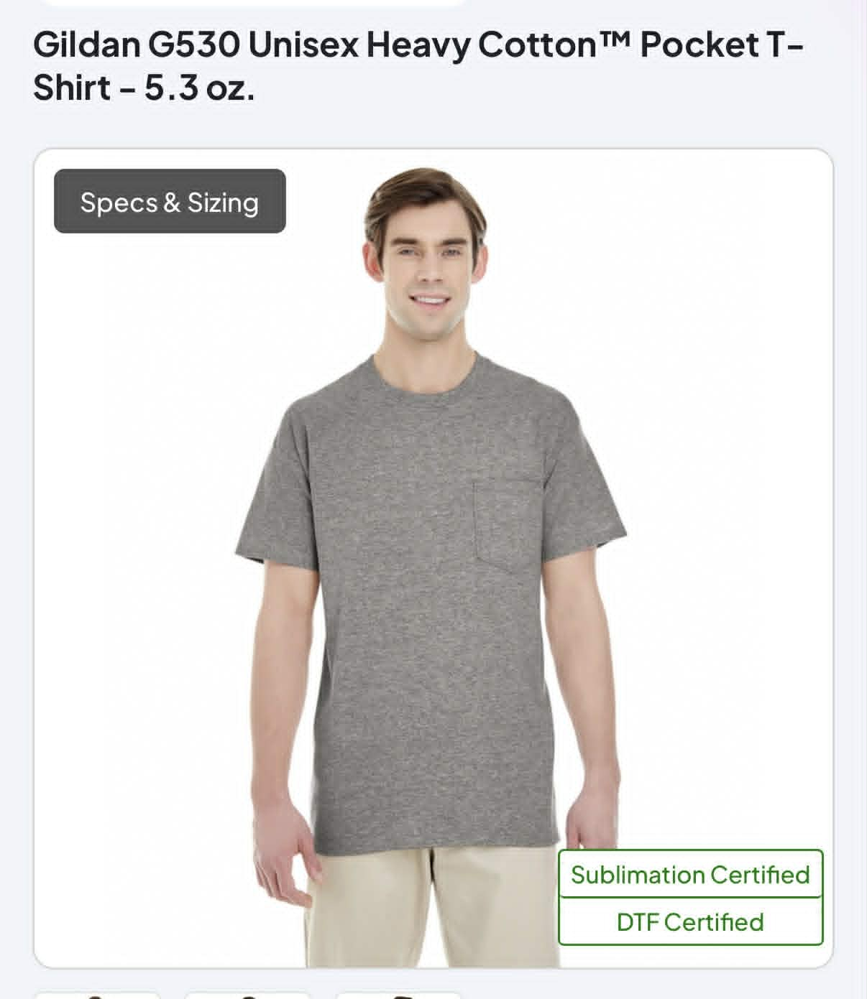 Gildan G530 Unisex Heavy Cotton™ Pocket T-
Shirt - 5.3 oz.
Specs & Sizing
Sublimation Certified
DTF Certified